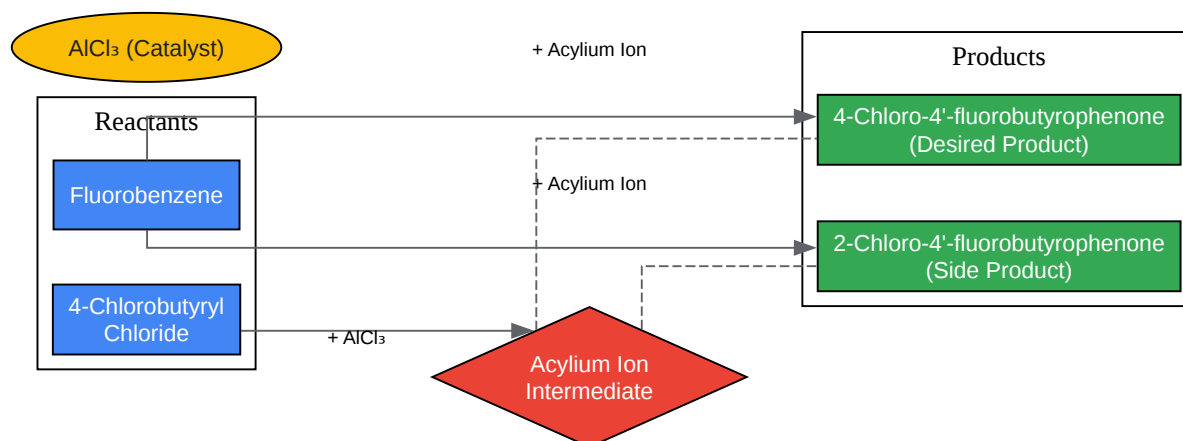 AlCl₃ (Catalyst)
+ Acylium Ion
Products
Reactants
4-Chloro-4'-fluorobutyrophenone
(Desired Product)
Fluorobenzene
+ Acylium Ion
2-Chloro-4'-fluorobutyrophenone
(Side Product)
4-Chlorobutyryl
Chloride
+ AlCl₃
Acylium Ion
Intermediate